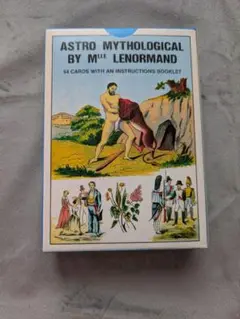 ASTRO MYTHOLOGICAL
BY MLLE LENORMAND
54 CARDS WITH AN INSTRUCTIONS BOOKLET